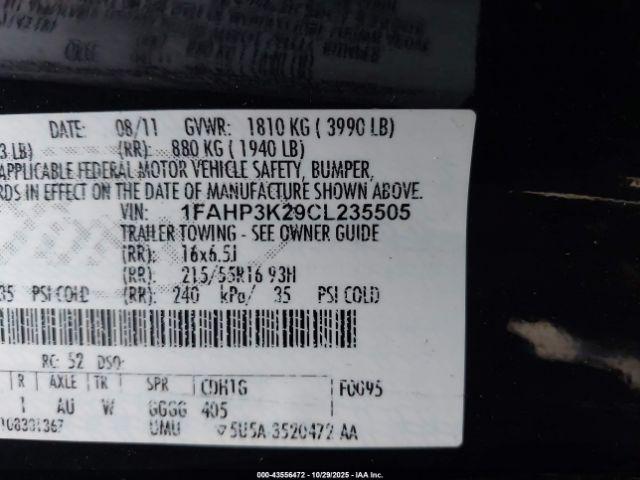 DATE: 08/11 GVWR: 1810 KG ( 3990 LB)
3 LB) (RR): 880 KG ( 1940 LB)
APPLICABLE FEDERAL MOTOR VEHICLE SAFETY, BUMPER,
RDS IN EFFECT ON THE DATE OF MANUFACTURE SHOWN ABOVE.
VIN: 1FAHP3K29CL235505
TRAILER TOWING - SEE OWNER GUIDE
(RR): 16x6.5J
(RR): 215/55R16 93H
35 PSI COLD (RR): 240 kPa/ 35 PSI COLD
RC: 52 DSO:
R AXLE TR SPR CDH1G F0095
1 AU W GGGG 405
UMU 5U5A-3520472-AA
000-43556472 10/29/2025 IAAI.COM